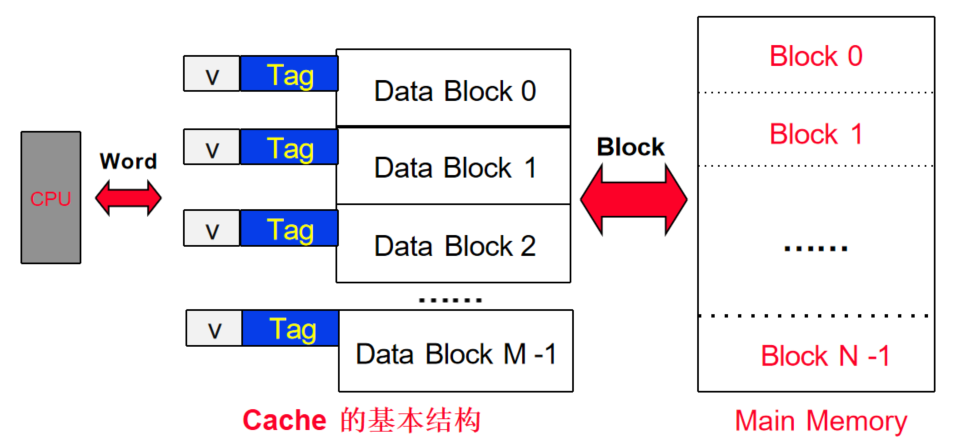 v Tag Data Block 0
v Tag Data Block 1
v Tag Data Block 2
......
v Tag Data Block M -1
CPU
Word
Block
Block 0
Block 1
......
Block N -1
Cache 的基本结构
Main Memory